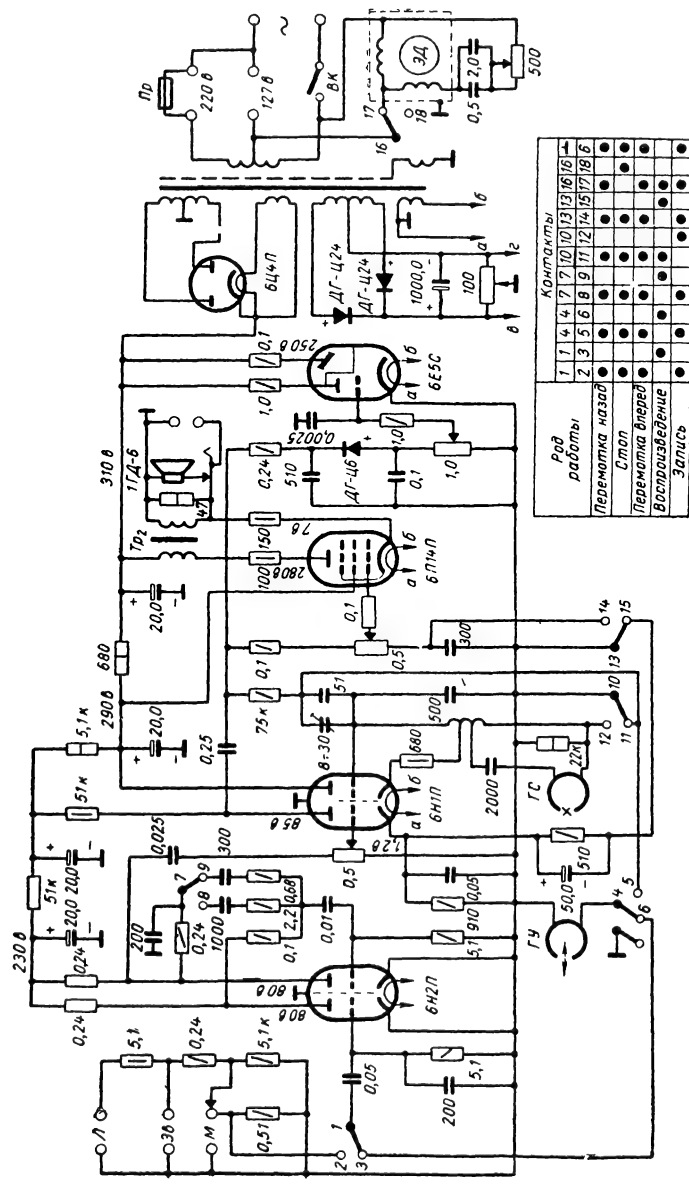 Пр
220 в
127 в
~
ВК
ЭД
17
16
18
2,0
0,5
500
6Ц4П
ДГ-Ц24
ДГ-Ц24
1000,0
+
-
100
а
б
в
г
310 в
1ГД-6
Тр₂
47
0,1
1,0
250 в
6Е5С
а
б
0,0025
1,0
0,24
510
ДГ-Ц6
0,1
1,0
150
7 в
100
280 в
6П14П
а
б
0,1
0,5
0,1
300
14
15
13
20,0
680
290 в
20,0
5,1 к
51 к
0,25
75 к
51
8÷30
500
10
12
11
680
85 в
6Н1П
а
б
2000
ГС
22к
1,2 в
0,5
0,025
300
7
9
8
200
0,24
1000
0,68
2,2
0,1
0,01
230 в
51к
20,0
20,0
0,24
0,24
80 в
80 в
6Н2П
5,1
910
0,05
ГУ
50,0
510
4
5
6
Л
Зв
М
5,1
0,24
5,1 к
0,51
0,05
200
5,1
1
2
3
Род работы
Контакты
1 1 4 4 7 7 10 10 13 13 16 16
2 3 5 6 8 9 11 12 14 15 17 18 6
Перемотка назад
Стоп
Перемотка вперед
Воспроизведение
Запись